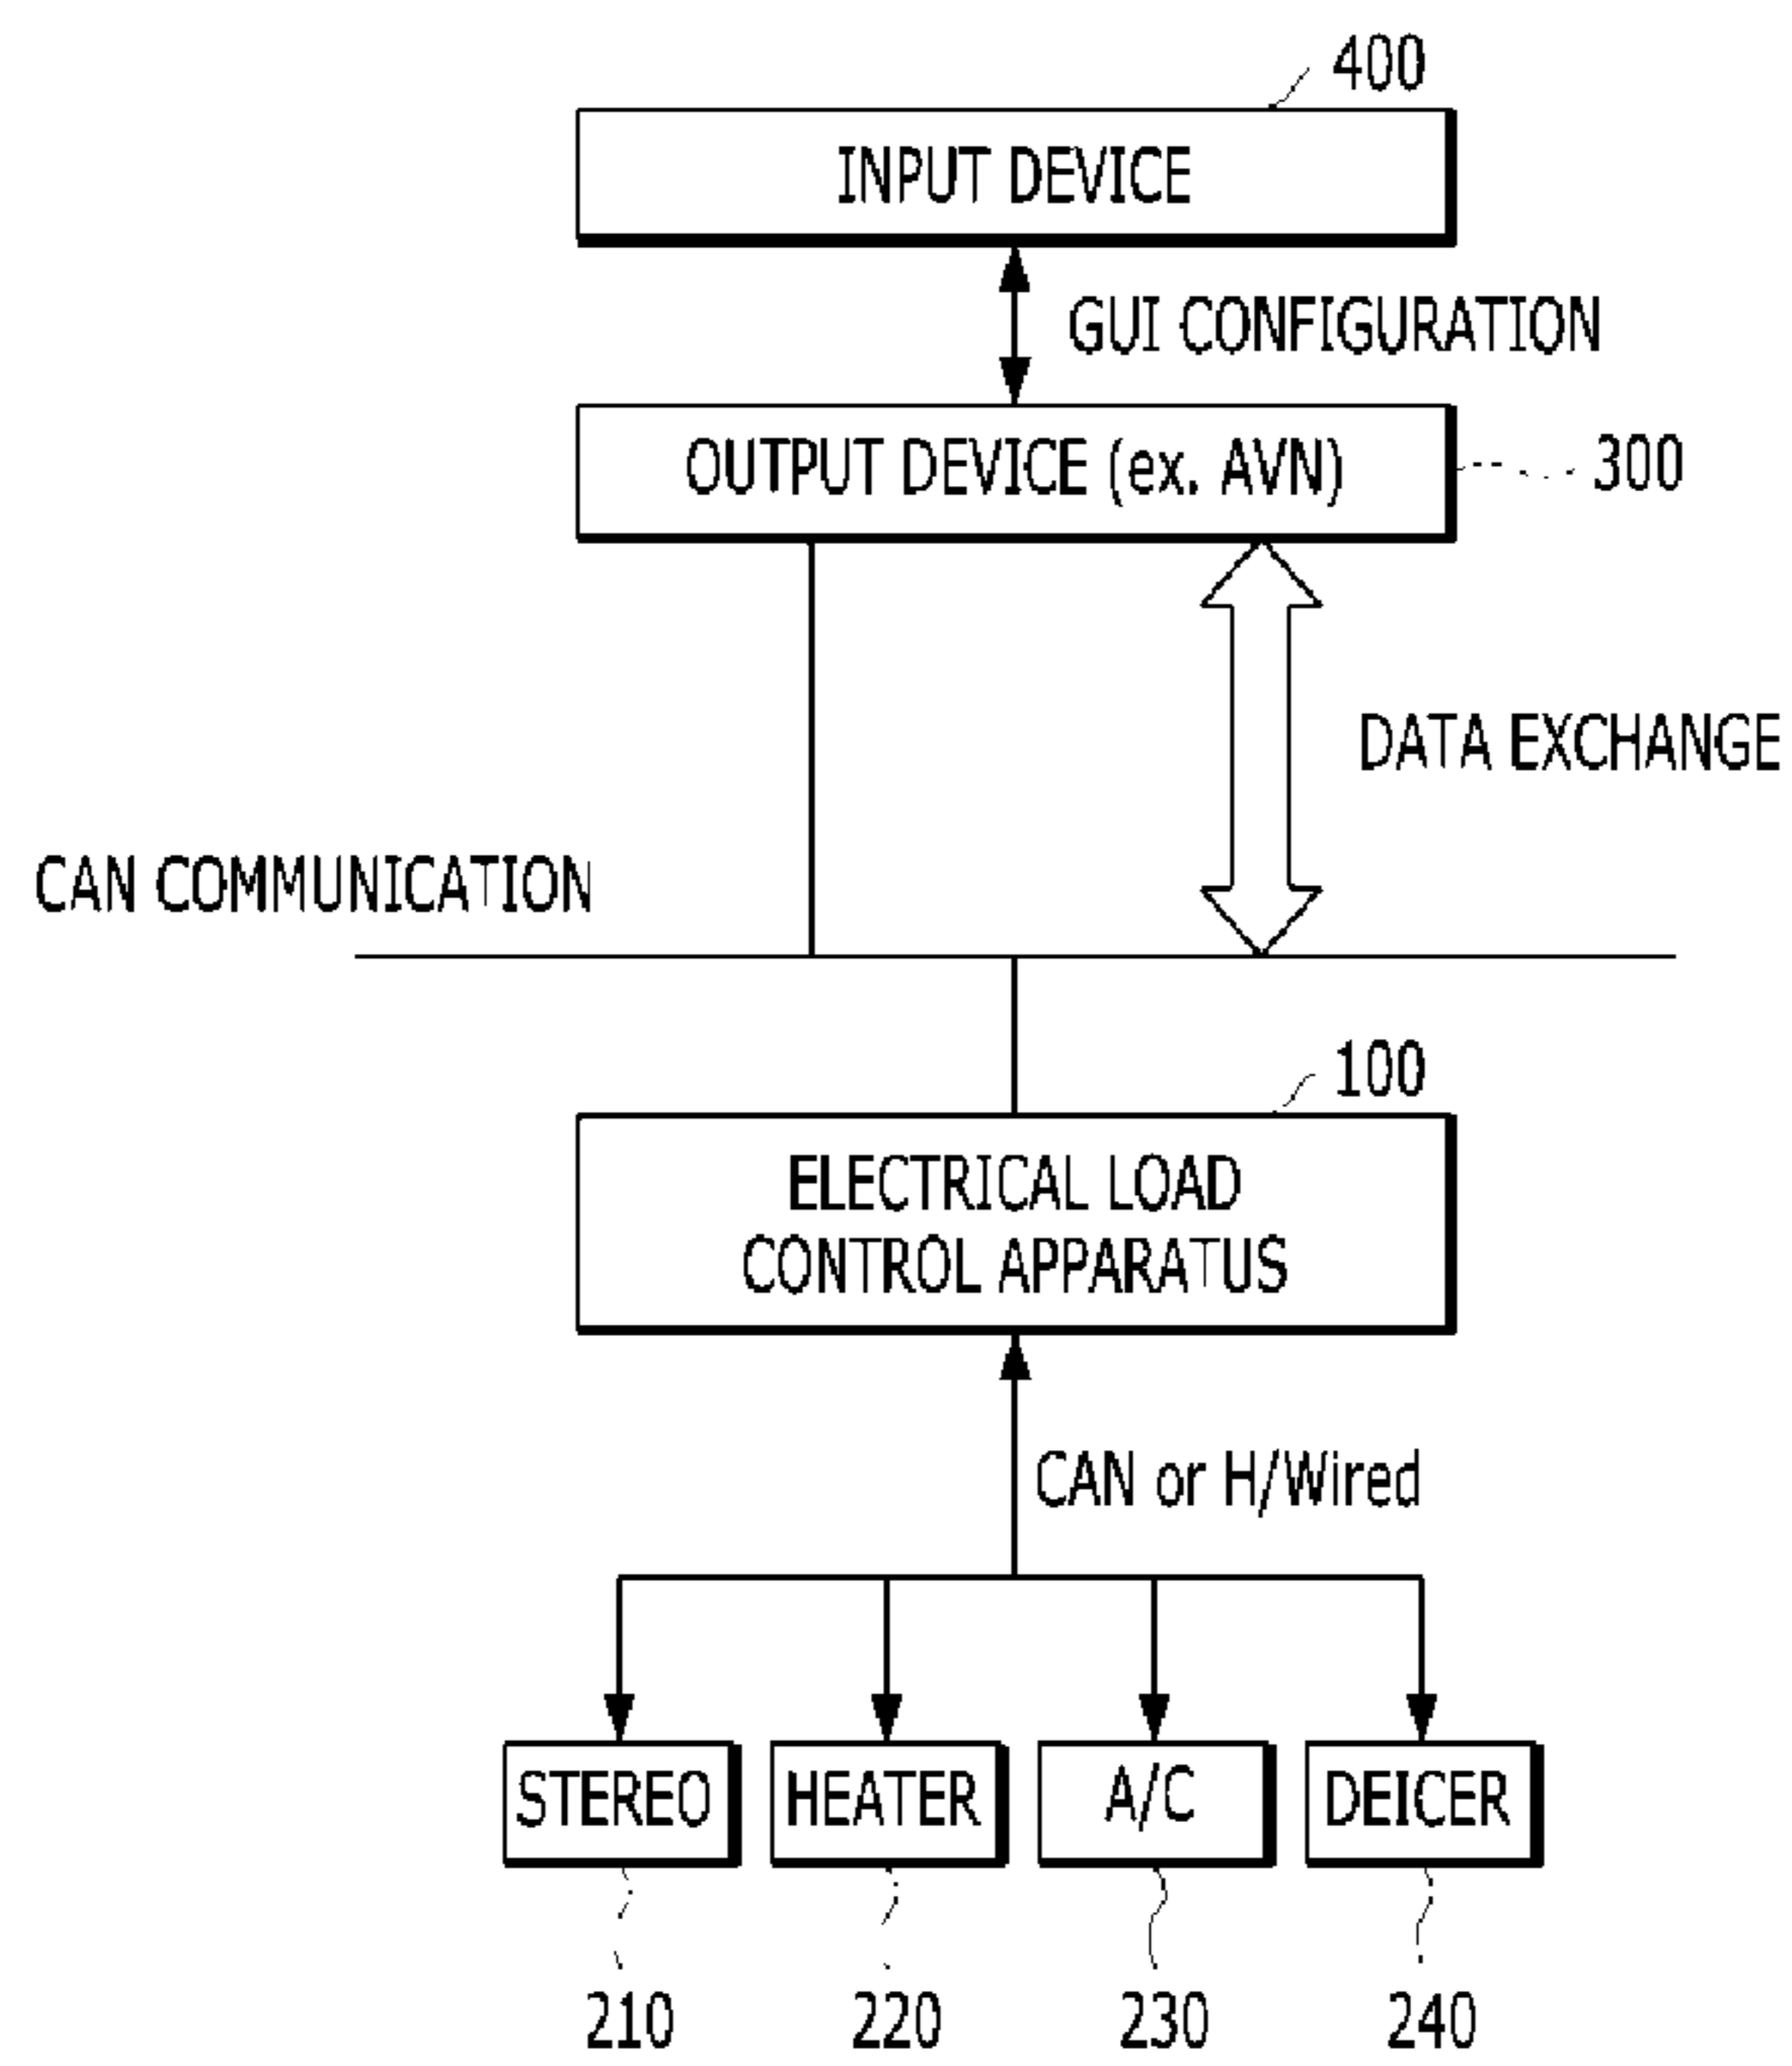 400
INPUT DEVICE
GUI CONFIGURATION
OUTPUT DEVICE (ex. AVN)
300
DATA EXCHANGE
CAN COMMUNICATION
100
ELECTRICAL LOAD
CONTROL APPARATUS
CAN or H/Wired
STEREO
HEATER
A/C
DEICER
210
220
230
240